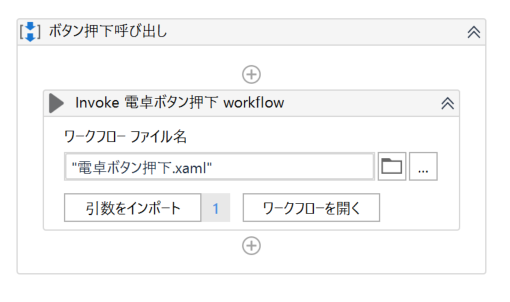 ボタン押下呼び出し
Invoke 電卓ボタン押下 workflow
ワークフロー ファイル名
"電卓ボタン押下.xaml"
...
引数をインポート 1 ワークフローを開く